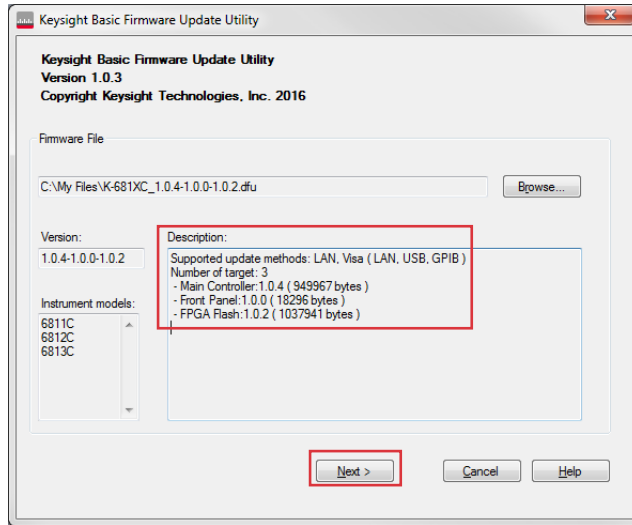 Keysight Basic Firmware Update Utility
Keysight Basic Firmware Update Utility
Version 1.0.3
Copyright Keysight Technologies, Inc. 2016
Firmware File
C:\My Files\K-681XC_1.0.4-1.0.0-1.0.2.dfu
Browse...
Version:
1.0.4-1.0.0-1.0.2
Instrument models:
6811C
6812C
6813C
Description:
Supported update methods: LAN, Visa ( LAN, USB, GPIB )
Number of target: 3
- Main Controller:1.0.4 ( 949967 bytes )
- Front Panel:1.0.0 ( 18296 bytes )
- FPGA Flash:1.0.2 ( 1037941 bytes )
Next >
Cancel
Help